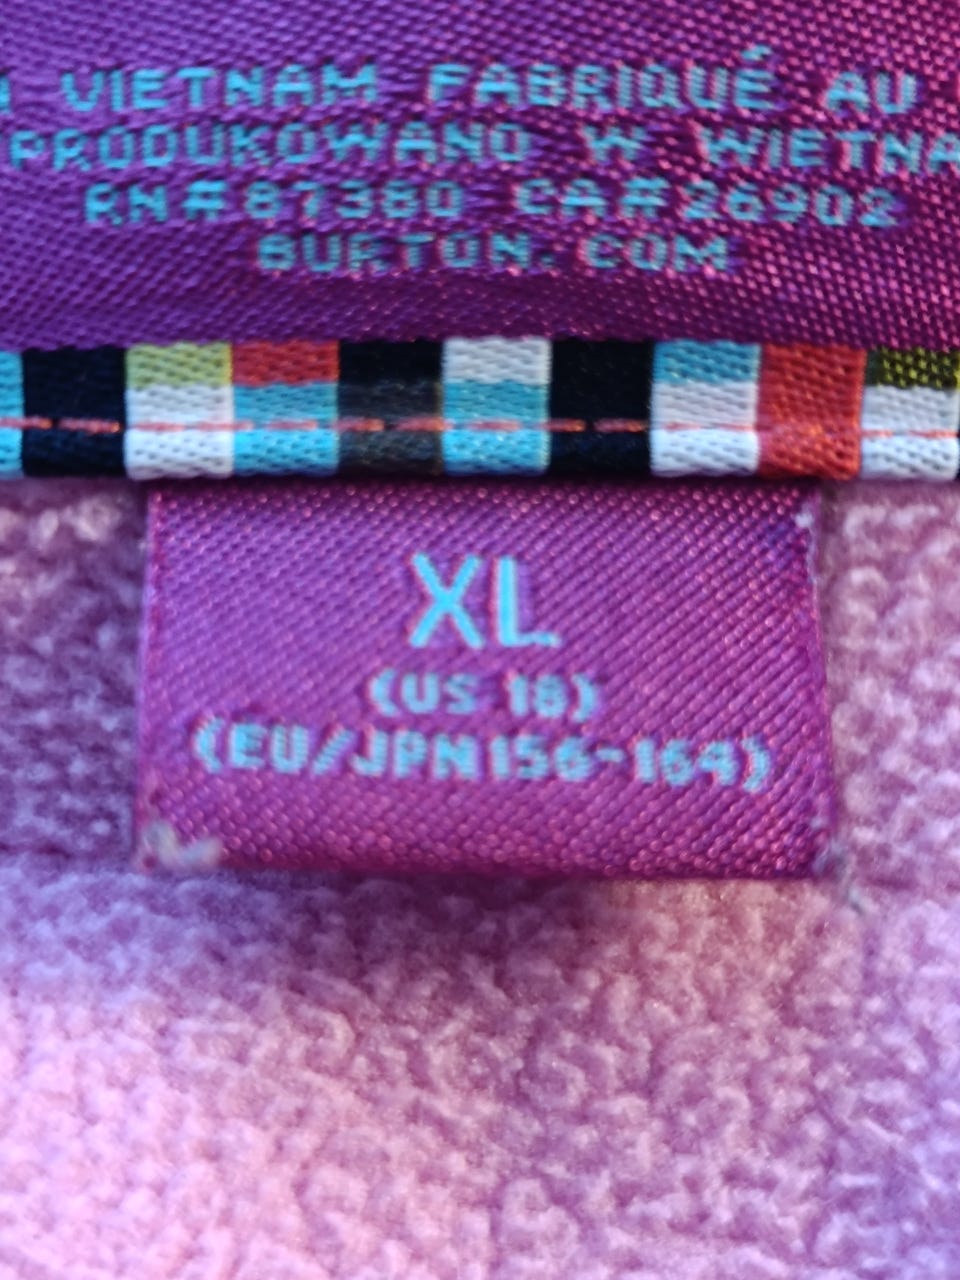 VIETNAM FABRIQUÉ AU
PRODUKOWANO W WIETNA
RN#87380 CA#26902
BURTON.COM
XL
(US 18)
(EU/JPN156-164)